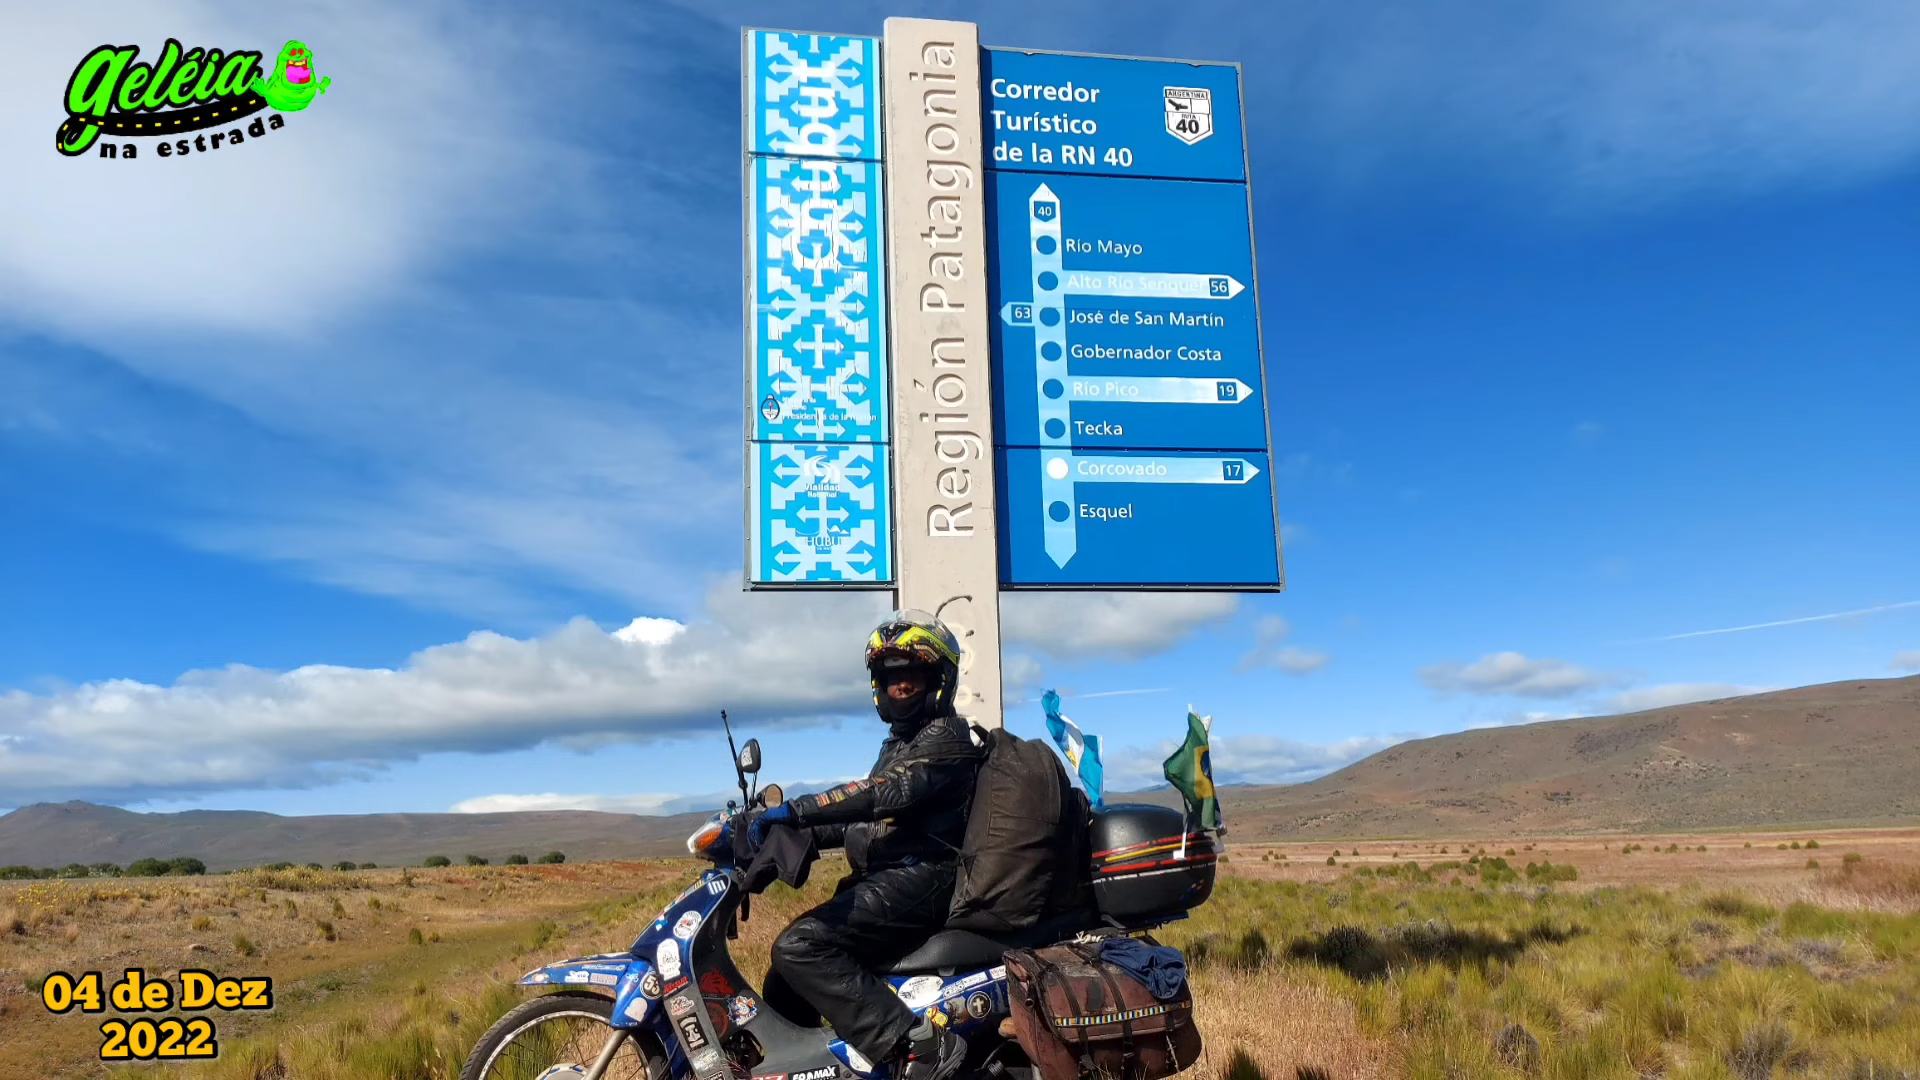 geléia
na estrada
Región Patagonia
Corredor
Turístico
de la RN 40
ARGENTINA
RUTA
40
40
Río Mayo
Alto Río Senguer 56
63
José de San Martín
Gobernador Costa
Río Pico 19
Tecka
Corcovado 17
Esquel
Vialidad
Nacional
04 de Dez
2022